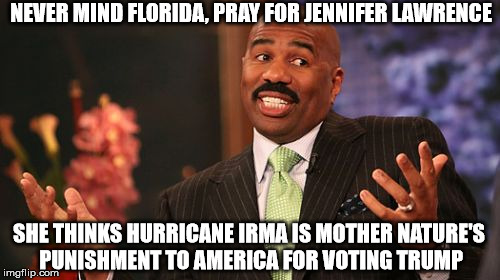 NEVER MIND FLORIDA, PRAY FOR JENNIFER LAWRENCE
SHE THINKS HURRICANE IRMA IS MOTHER NATURE'S
PUNISHMENT TO AMERICA FOR VOTING TRUMP
imgflip.com